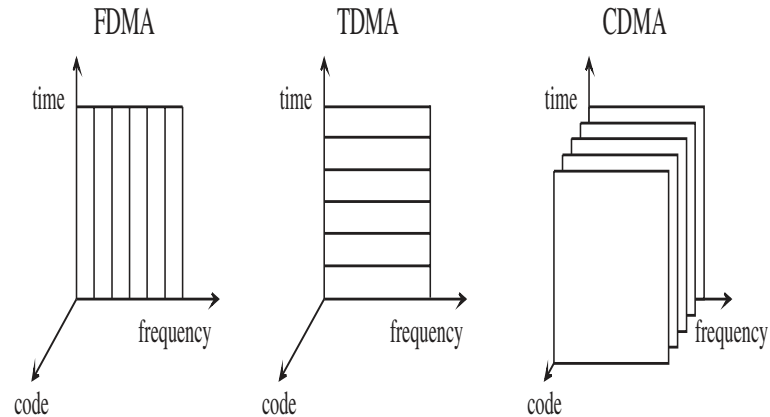 FDMA
TDMA
CDMA
time
time
time
frequency
frequency
frequency
code
code
code